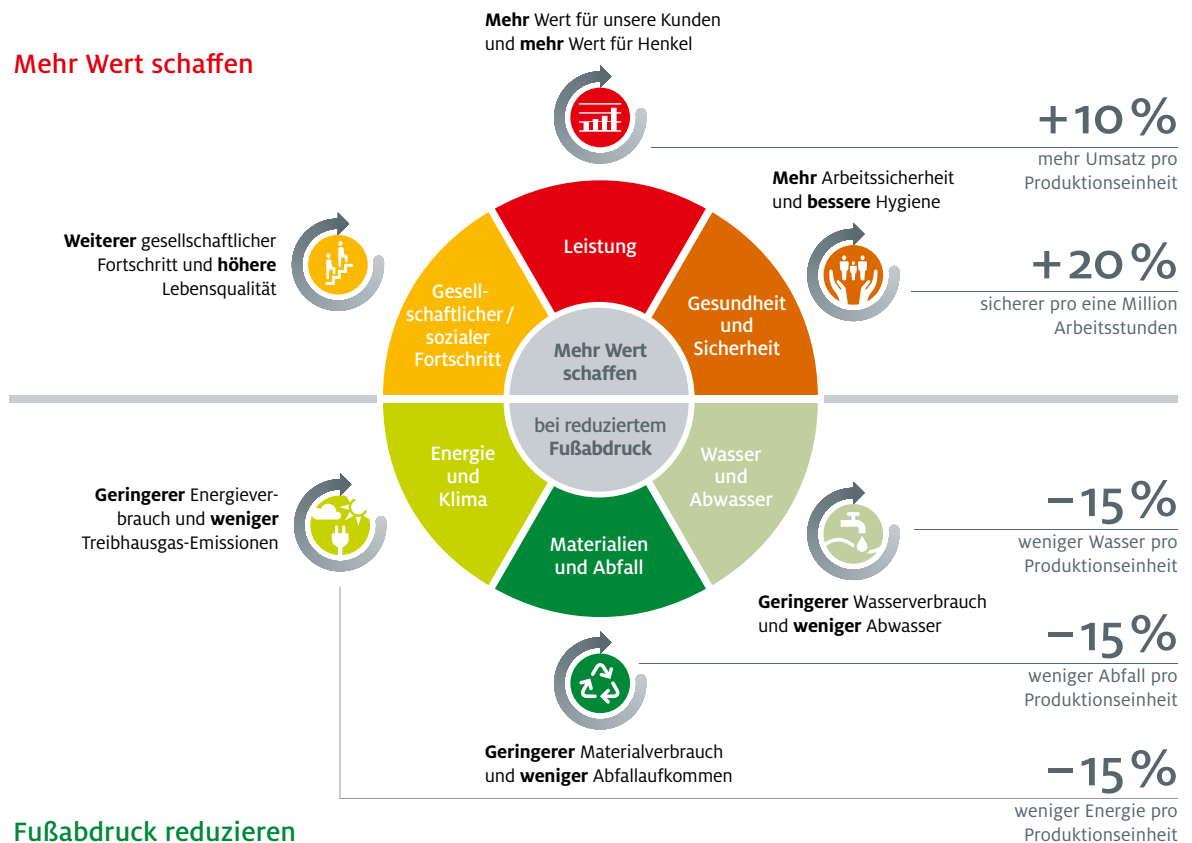 Mehr Wert schaffen
Mehr Wert für unsere Kunden
und mehr Wert für Henkel
+10 %
mehr Umsatz pro
Produktionseinheit
Mehr Arbeitssicherheit
und bessere Hygiene
+20 %
sicherer pro eine Million
Arbeitsstunden
Weiterer gesellschaftlicher
Fortschritt und höhere
Lebensqualität
Leistung
Gesell-
schaftlicher /
sozialer
Fortschritt
Gesundheit
und
Sicherheit
Mehr Wert
schaffen
bei reduziertem
Fußabdruck
Energie
und
Klima
Wasser
und
Abwasser
Materialien
und Abfall
Geringerer Energiever-
brauch und weniger
Treibhausgas-Emissionen
–15 %
weniger Wasser pro
Produktionseinheit
Geringerer Wasserverbrauch
und weniger Abwasser
–15 %
weniger Abfall pro
Produktionseinheit
Geringerer Materialverbrauch
und weniger Abfallaufkommen
–15 %
weniger Energie pro
Produktionseinheit
Fußabdruck reduzieren